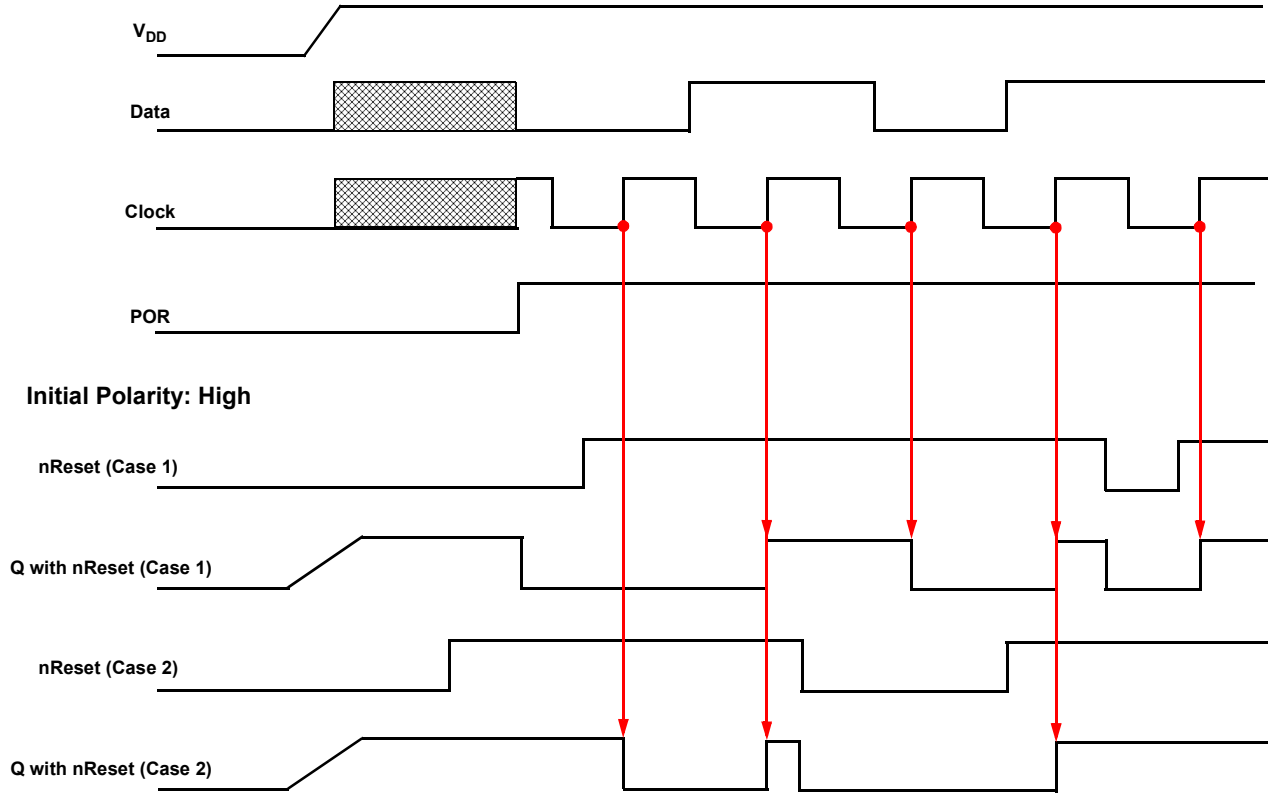 VDD
Data
Clock
POR
Initial Polarity: High
nReset (Case 1)
Q with nReset (Case 1)
nReset (Case 2)
Q with nReset (Case 2)